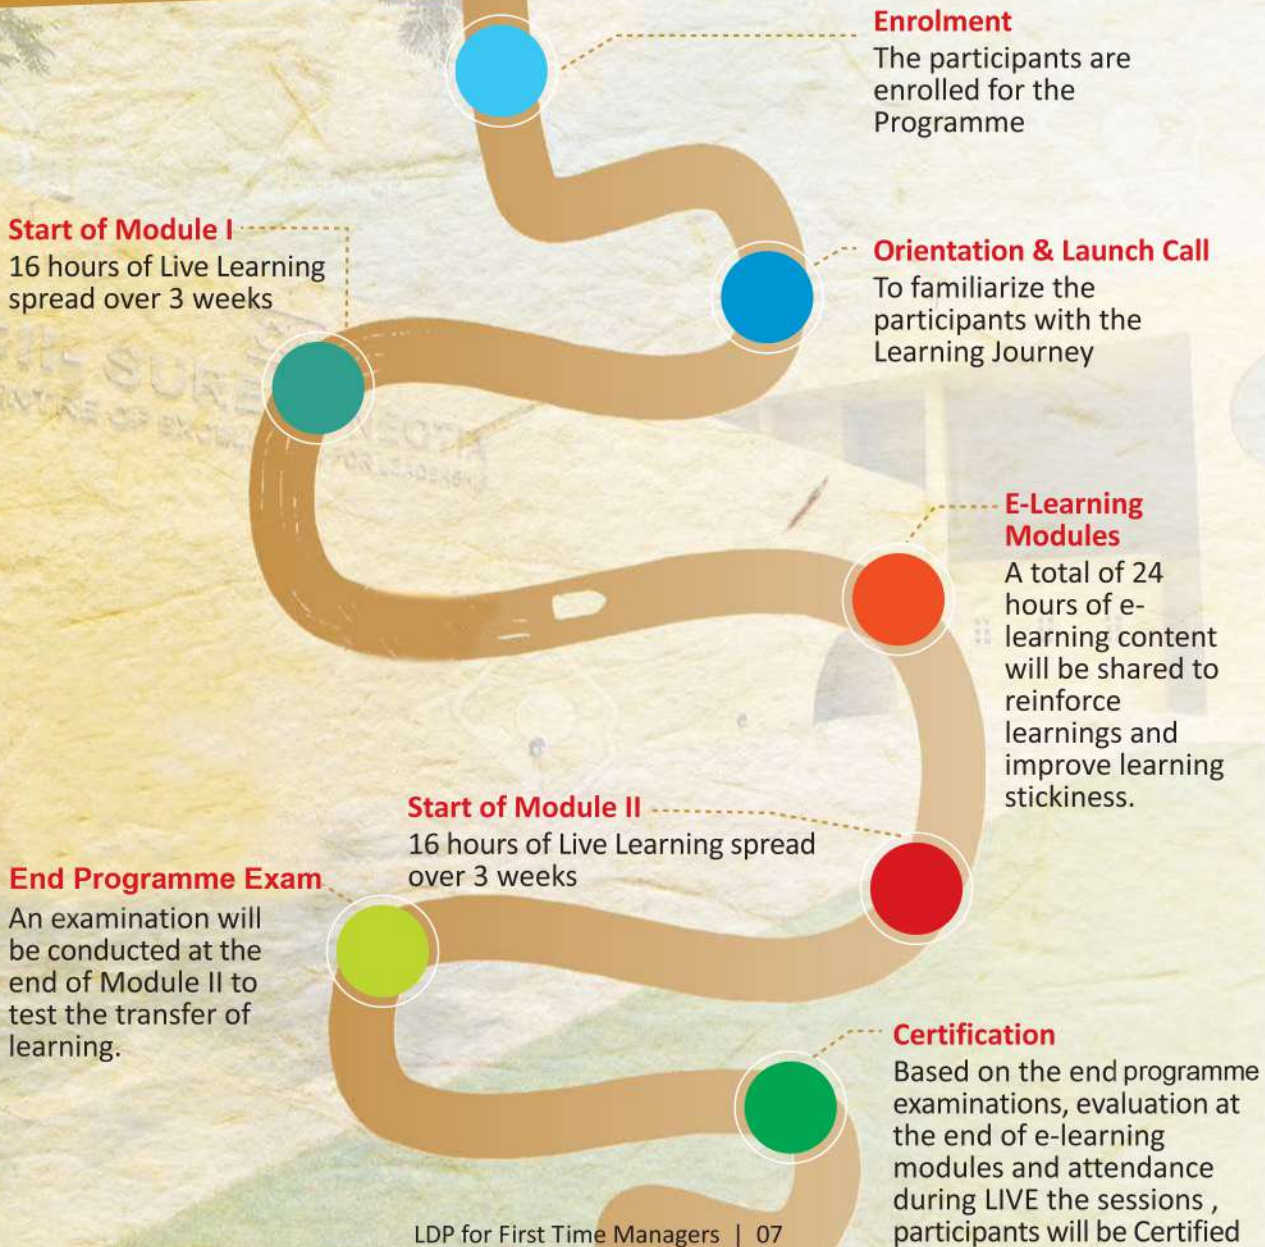 Enrolment
The participants are
enrolled for the
Programme
Orientation & Launch Call
To familiarize the
participants with the
Learning Journey
Start of Module I
16 hours of Live Learning
spread over 3 weeks
E-Learning
Modules
A total of 24
hours of e-
learning content
will be shared to
reinforce
learnings and
improve learning
stickiness.
Start of Module II
16 hours of Live Learning spread
over 3 weeks
End Programme Exam
An examination will
be conducted at the
end of Module II to
test the transfer of
learning.
Certification
Based on the end programme
examinations, evaluation at
the end of e-learning
modules and attendance
during LIVE the sessions ,
participants will be Certified
LDP for First Time Managers | 07